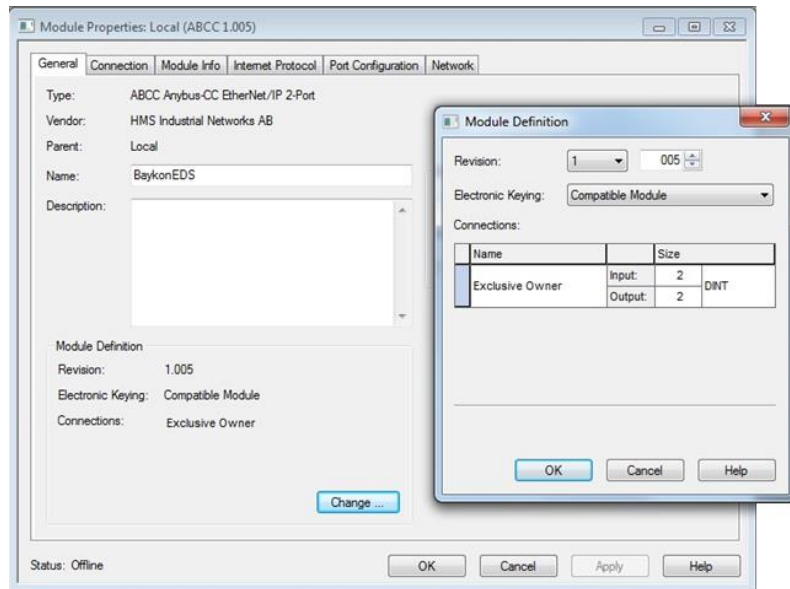 Module Properties: Local (ABCC 1.005)
General Connection Module Info Internet Protocol Port Configuration Network
Type: ABCC Anybus-CC EtherNet/IP 2-Port
Vendor: HMS Industrial Networks AB
Parent: Local
Name: BaykonEDS
Description:
Module Definition
Revision: 1.005
Electronic Keying: Compatible Module
Connections: Exclusive Owner
Change ...
Status: Offline
OK Cancel Apply Help
Module Definition
Revision: 1 005
Electronic Keying: Compatible Module
Connections:
Name Size
Exclusive Owner Input: 2 DINT
Output: 2
OK Cancel Help